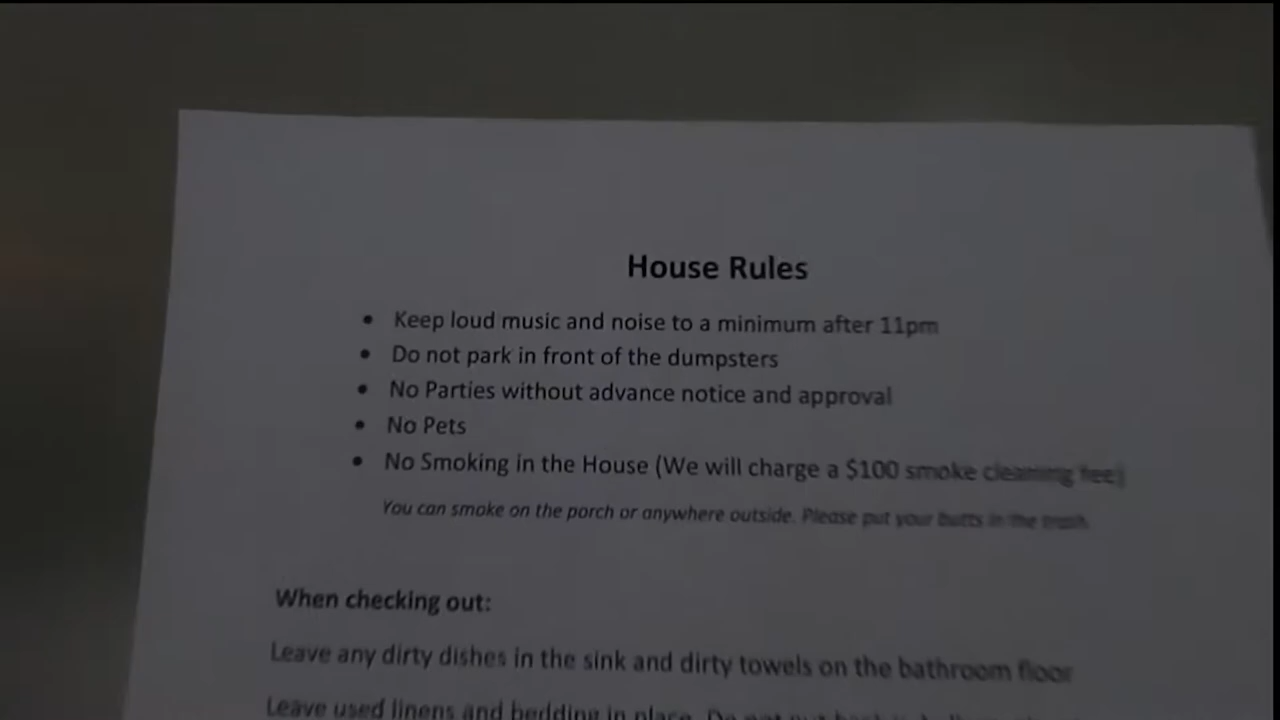 House Rules
• Keep loud music and noise to a minimum after 11pm
• Do not park in front of the dumpsters
• No Parties without advance notice and approval
• No Pets
• No Smoking in the House (We will charge a $100 smoke cleaning fee)
You can smoke on the porch or anywhere outside. Please put your butts in the trash.
When checking out:
Leave any dirty dishes in the sink and dirty towels on the bathroom floor
Leave used linens and bedding in place. Do not